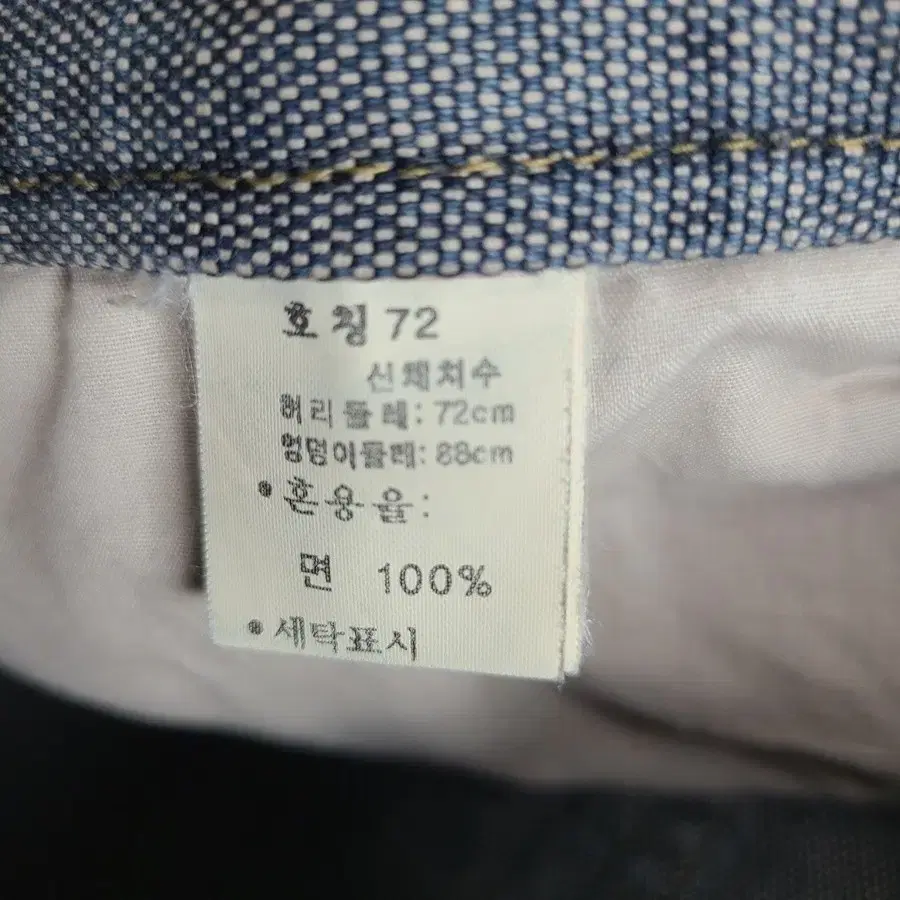 호칭 72
신체치수
허리둘레: 72cm
엉덩이둘레: 88cm
• 혼용율:
면 100%
• 세탁표시